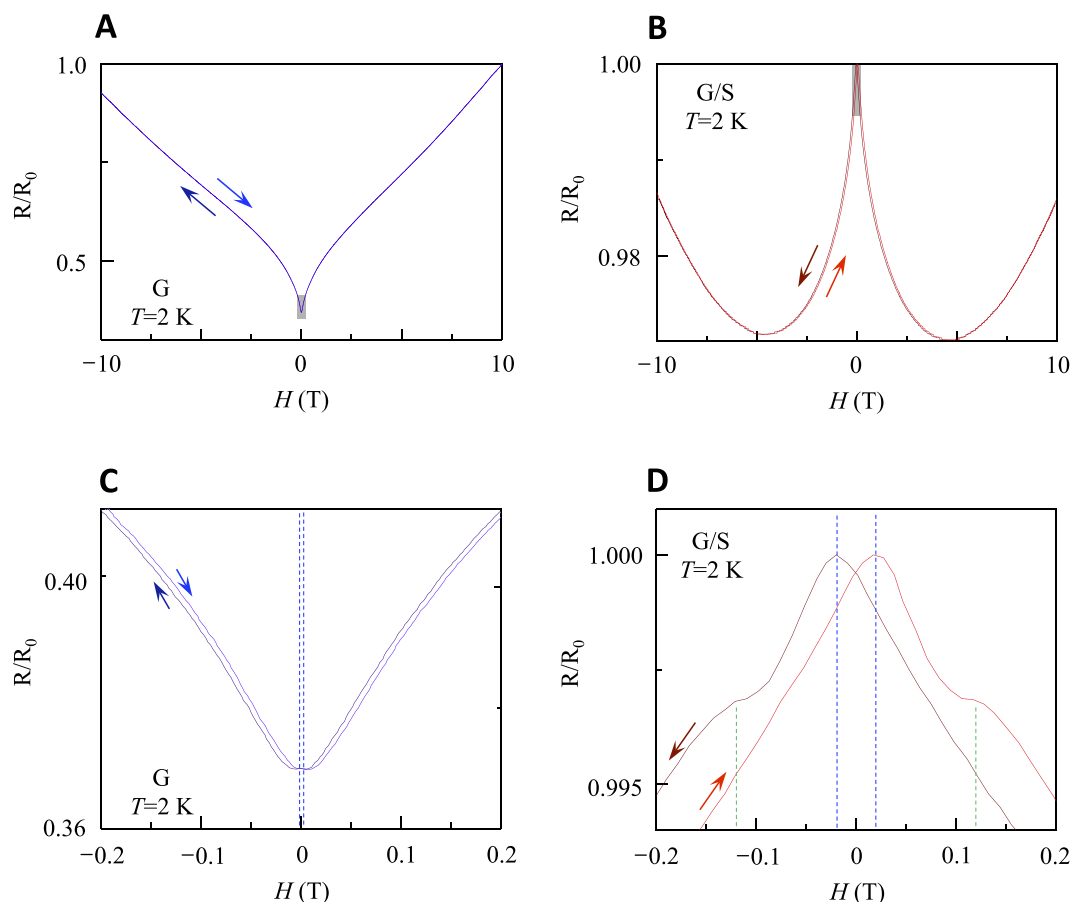 A
R/R₀
1.0
0.5
G
T=2 K
−10
0
10
H (T)
B
R/R₀
1.00
0.98
G/S
T=2 K
−10
0
10
H (T)
C
R/R₀
0.40
0.36
G
T=2 K
−0.2
−0.1
0
0.1
0.2
H (T)
D
R/R₀
1.000
0.995
G/S
T=2 K
−0.2
−0.1
0
0.1
0.2
H (T)